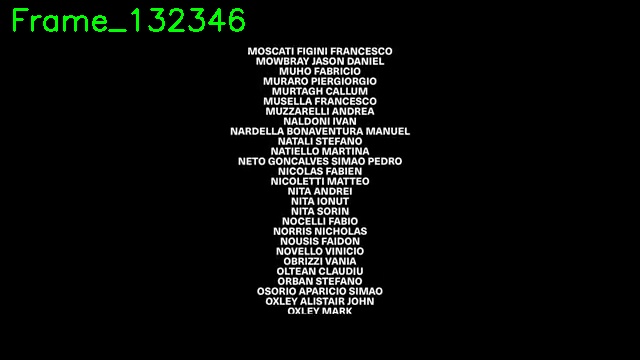 Frame_132346
MOSCATI FIGINI FRANCESCO
MOWBRAY JASON DANIEL
MUHO FABRICIO
MURARO PIERGIORGIO
MURTAGH CALLUM
MUSELLA FRANCESCO
MUZZARELLI ANDREA
NALDONI IVAN
NARDELLA BONAVENTURA MANUEL
NATALI STEFANO
NATIELLO MARTINA
NETO GONCALVES SIMAO PEDRO
NICOLAS FABIEN
NICOLETTI MATTEO
NITA ANDREI
NITA IONUT
NITA SORIN
NOCELLI FABIO
NORRIS NICHOLAS
NOUSIS FAIDON
NOVELLO VINICIO
OBRIZZI VANIA
OLTEAN CLAUDIU
ORBAN STEFANO
OSORIO APARICIO SIMAO
OXLEY ALISTAIR JOHN
OXLEY MARK